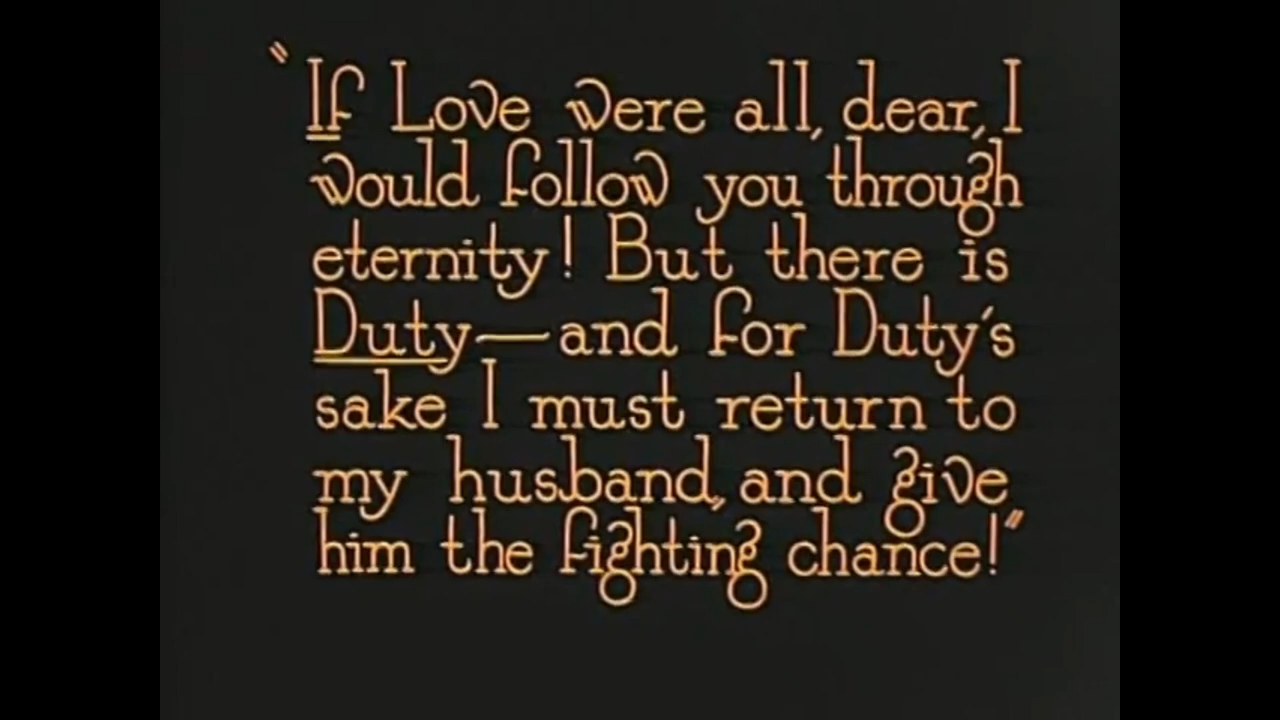 "If Love were all, dear, I
would follow you through
eternity! But there is
Duty—and for Duty's
sake I must return to
my husband, and give
him the fighting chance!"